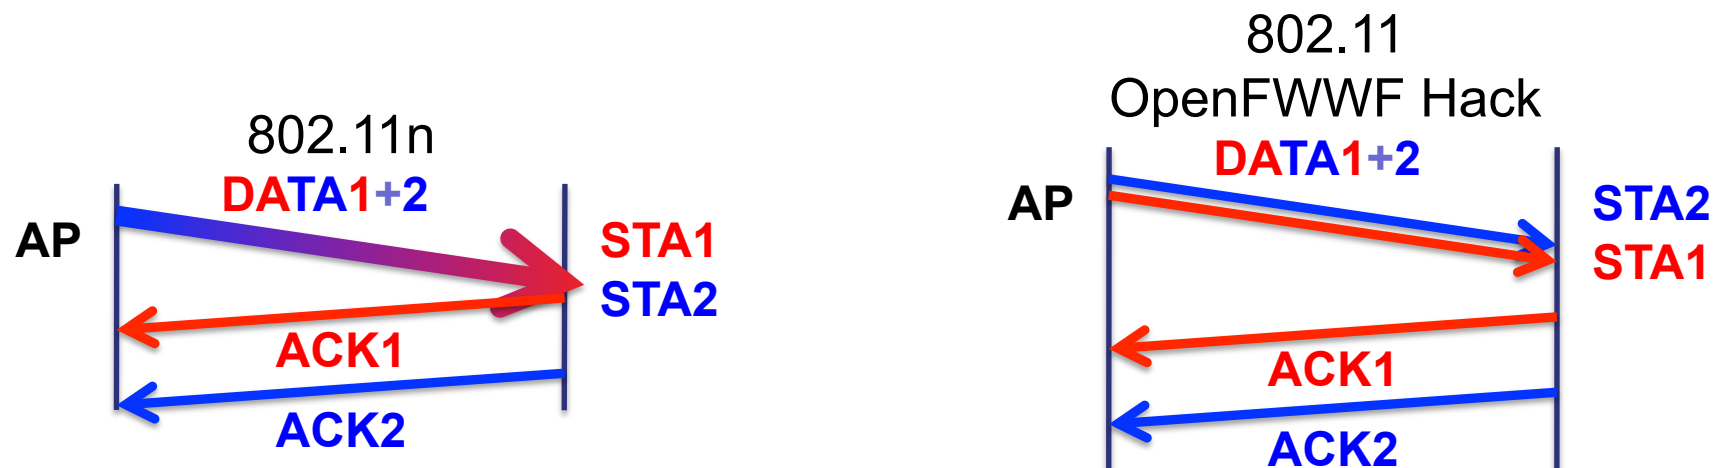 802.11n
DATA1+2
AP
STA1
STA2
ACK1
ACK2
802.11
OpenFWWF Hack
DATA1+2
AP
STA2
STA1
ACK1
ACK2